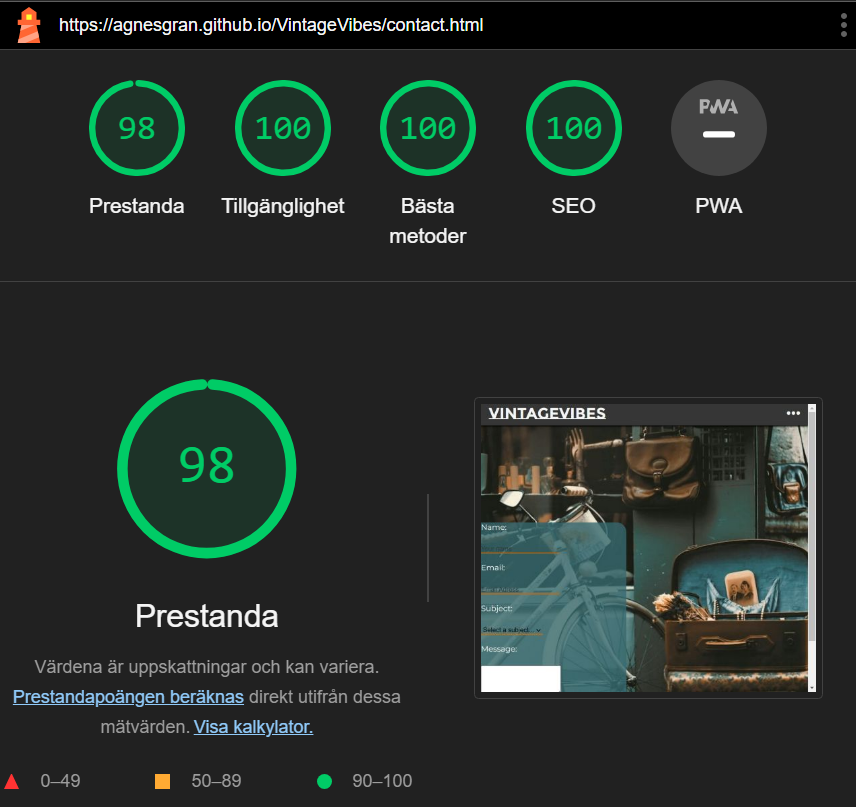 https://agnesgran.github.io/VintageVibes/contact.html
98
100
100
100
PWA
Prestanda
Tillgänglighet
Bästa
metoder
SEO
PWA
98
Prestanda
Värdena är uppskattningar och kan variera.
Prestandapoängen beräknas direkt utifrån dessa
mätvärden. Visa kalkylator.
0–49
50–89
90–100
VINTAGEVIBES
Name:
Email:
Subject:
Select a subject...
Message: